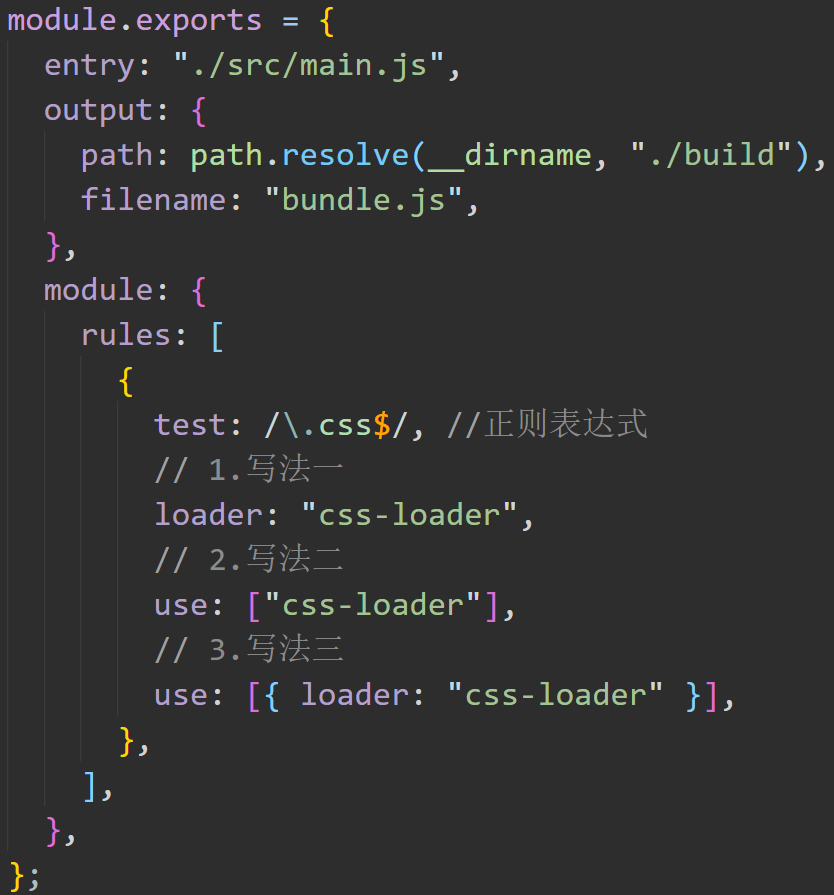 module.exports = {
  entry: "./src/main.js",
  output: {
    path: path.resolve(__dirname, "./build"),
    filename: "bundle.js",
  },
  module: {
    rules: [
      {
        test: /\.css$/, //正则表达式
        // 1.写法一
        loader: "css-loader",
        // 2.写法二
        use: ["css-loader"],
        // 3.写法三
        use: [{ loader: "css-loader" }],
      },
    ],
  },
};